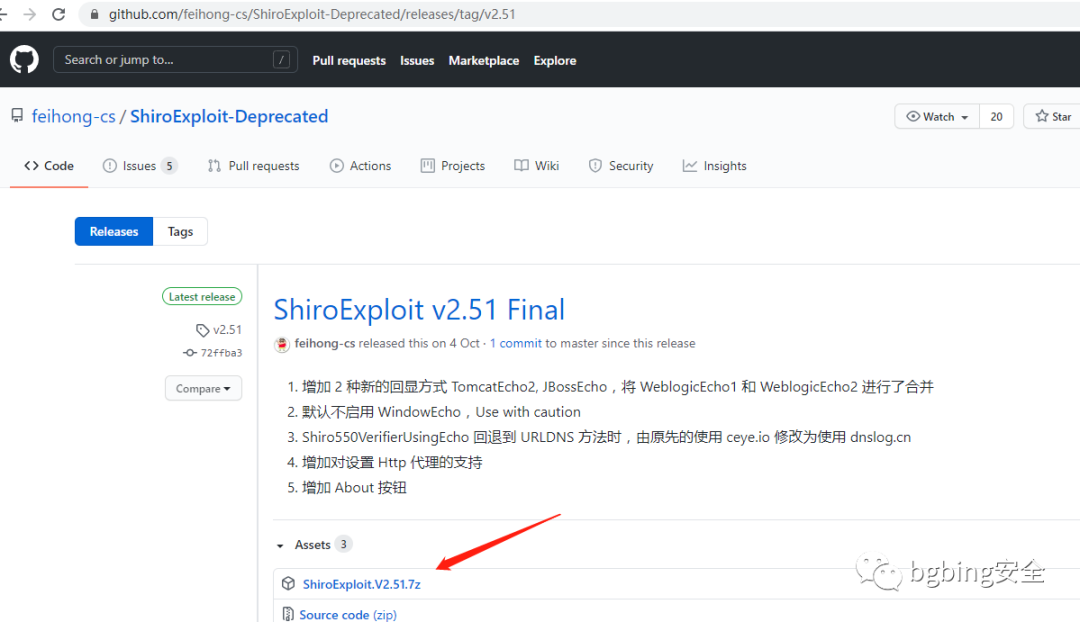 github.com/feihong-cs/ShiroExploit-Deprecated/releases/tag/v2.51
Search or jump to... /
Pull requests Issues Marketplace Explore
feihong-cs / ShiroExploit-Deprecated
Watch 20 Star
Code Issues 5 Pull requests Actions Projects Wiki Security Insights
Releases Tags
Latest release
v2.51
72ffba3
Compare
ShiroExploit v2.51 Final
feihong-cs released this on 4 Oct · 1 commit to master since this release
1. 增加 2 种新的回显方式 TomcatEcho2, JBossEcho，将 WeblogicEcho1 和 WeblogicEcho2 进行了合并
2. 默认不启用 WindowEcho，Use with caution
3. Shiro550VerifierUsingEcho 回退到 URLDNS 方法时，由原先的使用 ceye.io 修改为使用 dnslog.cn
4. 增加对设置 Http 代理的支持
5. 增加 About 按钮
Assets 3
ShiroExploit.V2.51.7z
Source code (zip)
bgbing安全